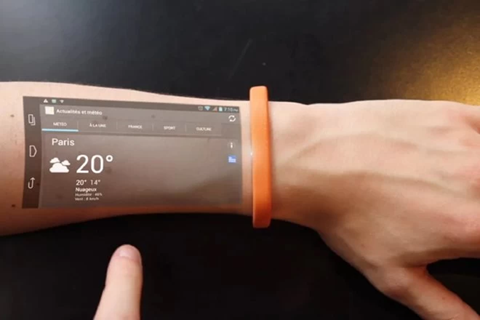 Actualités et météo
MÉTÉO À LA UNE FRANCE SPORT CULTURE
Paris
20°
20° 14°
Nuageux